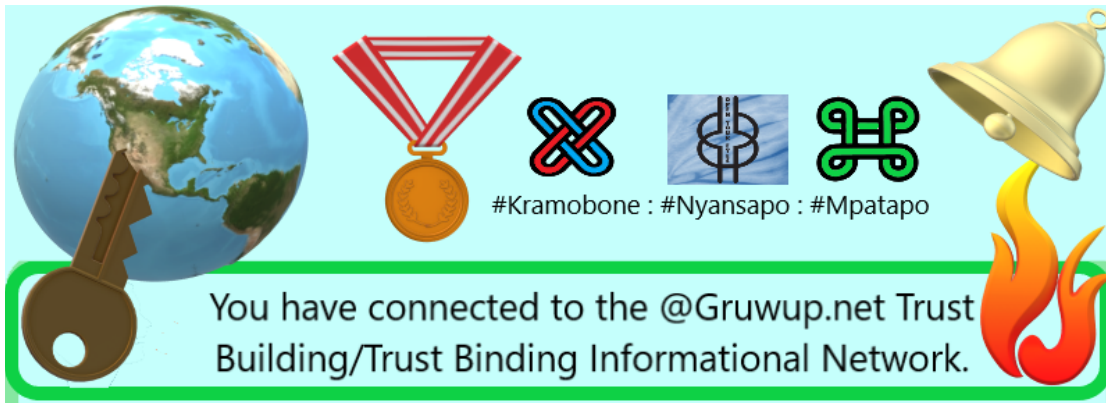 #Kramobone : #Nyansapo : #Mpatapo
You have connected to the @Gruwup.net Trust
Building/Trust Binding Informational Network.